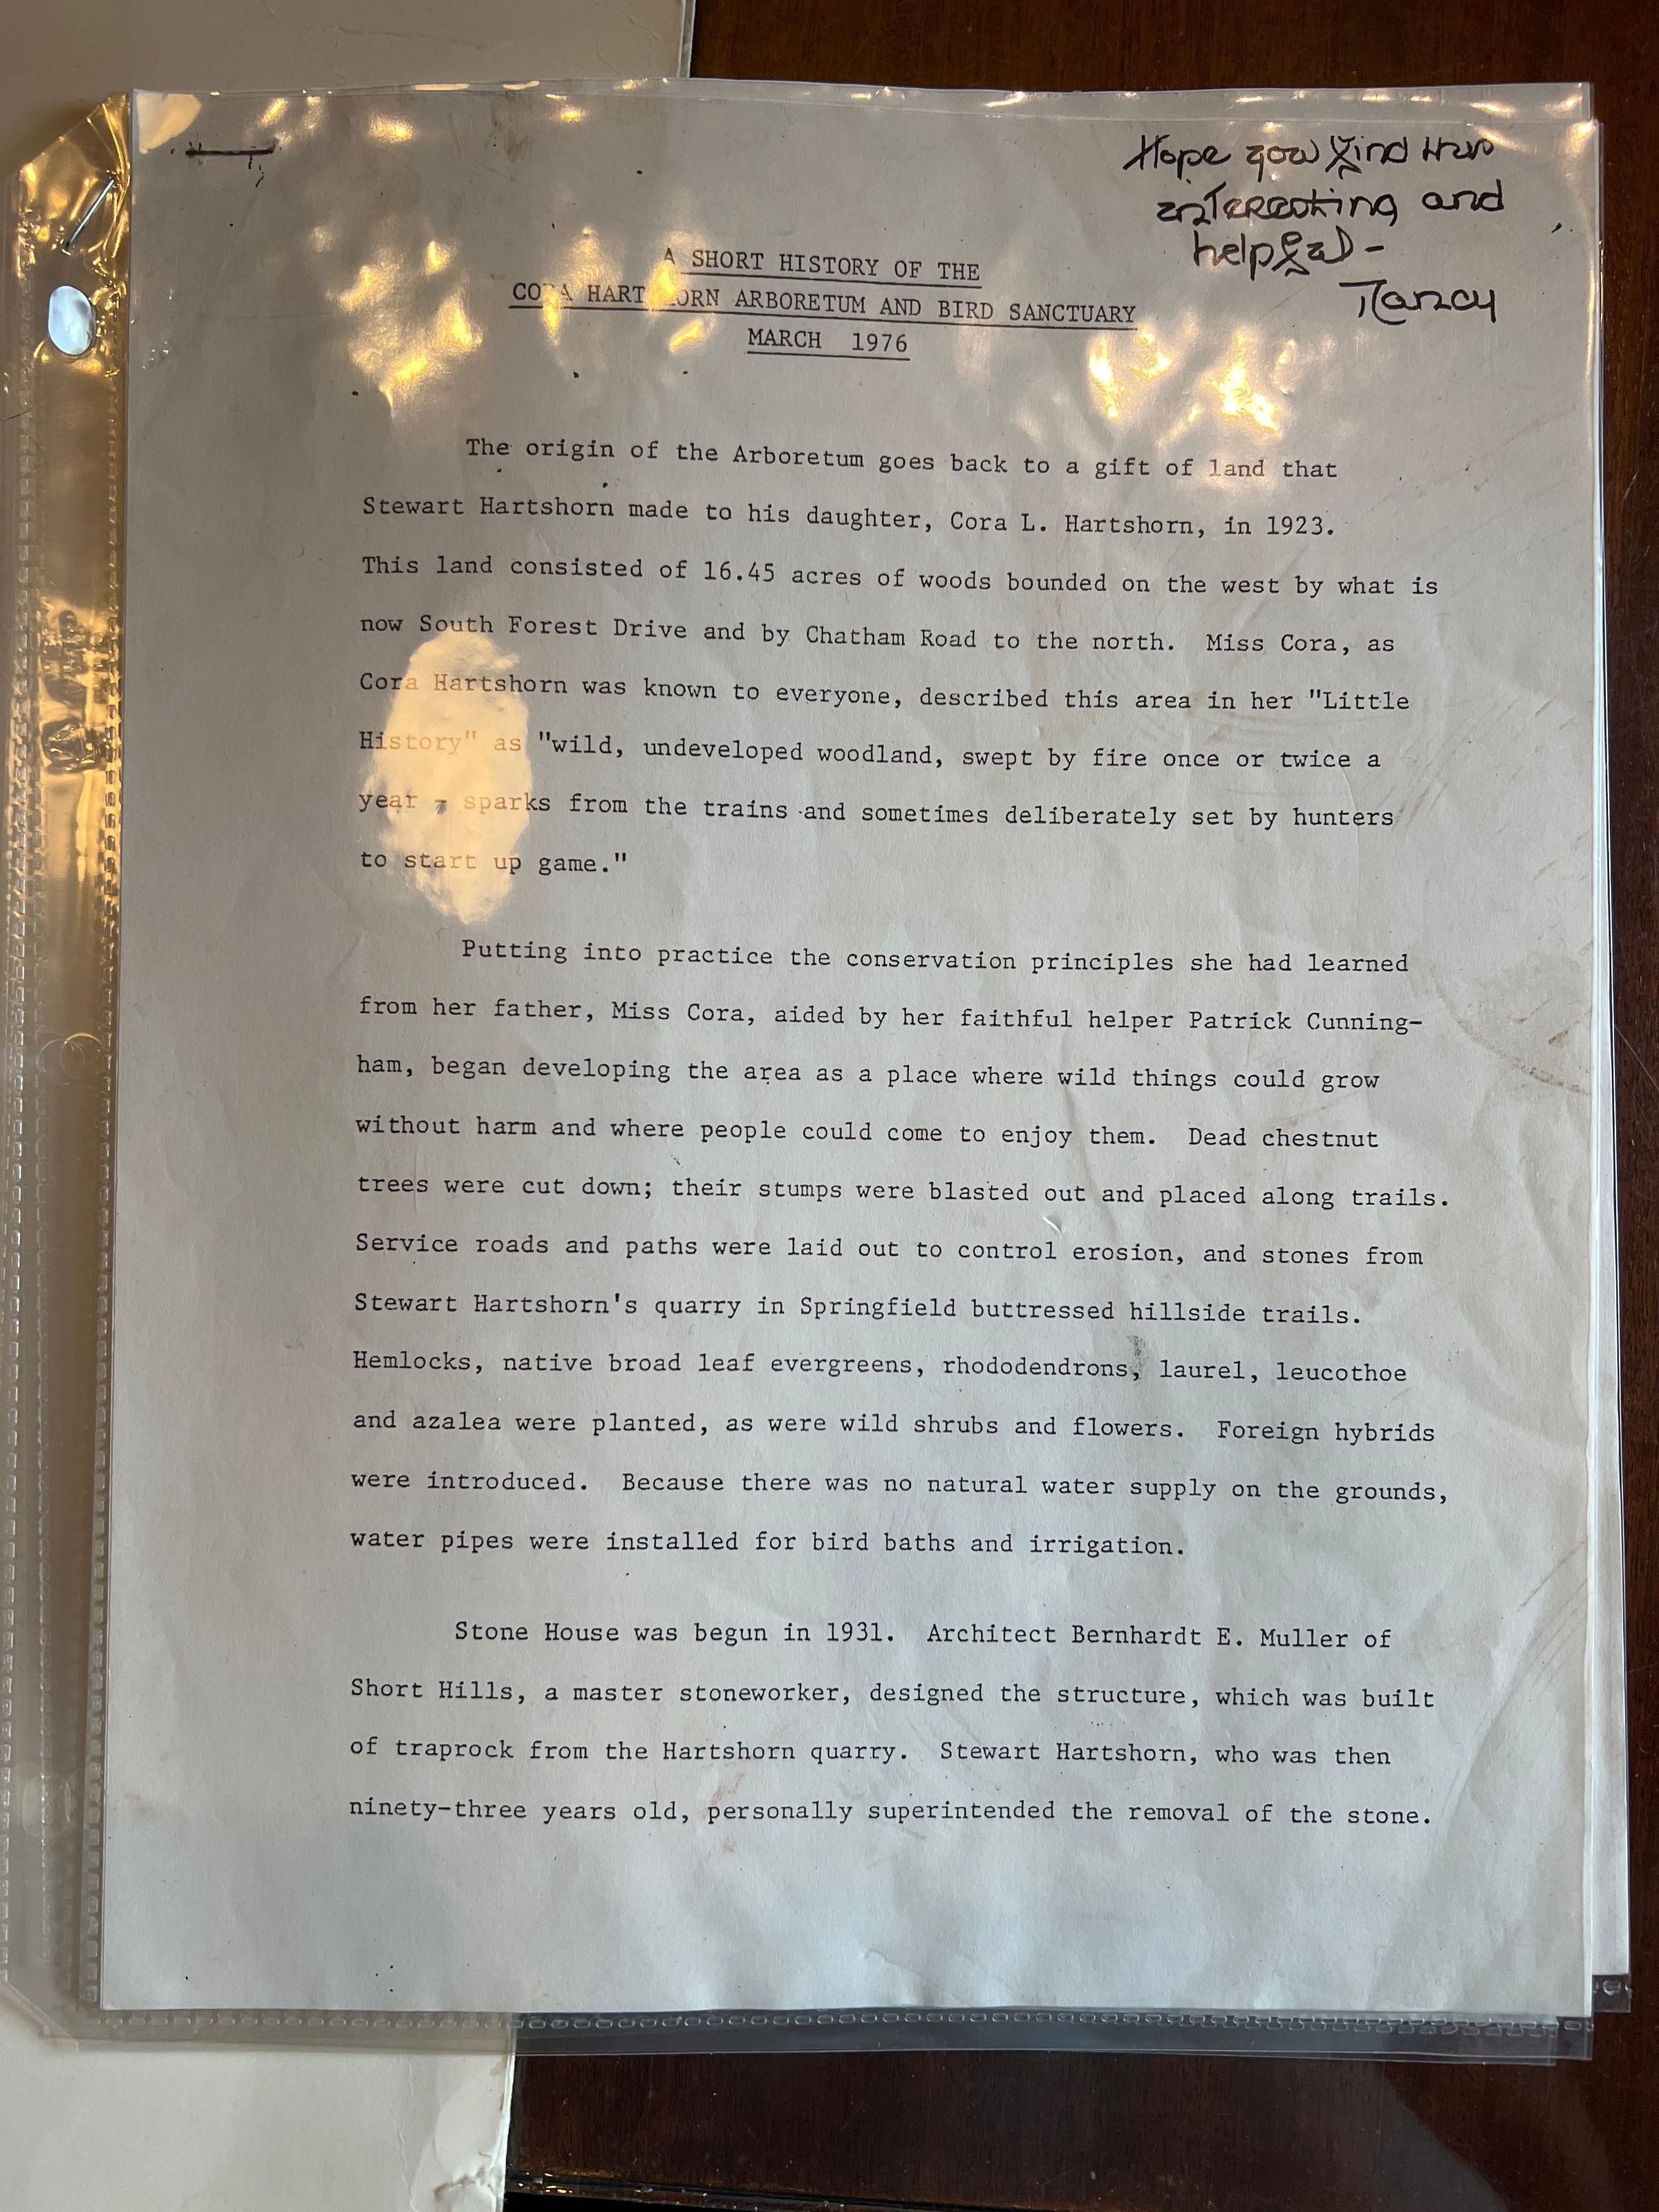 Hope you find this
interesting and
helpful -
Nancy
A SHORT HISTORY OF THE
CORA HARTSHORN ARBORETUM AND BIRD SANCTUARY
MARCH 1976
The origin of the Arboretum goes back to a gift of land that
Stewart Hartshorn made to his daughter, Cora L. Hartshorn, in 1923.
This land consisted of 16.45 acres of woods bounded on the west by what is
now South Forest Drive and by Chatham Road to the north. Miss Cora, as
Cora Hartshorn was known to everyone, described this area in her "Little
History" as "wild, undeveloped woodland, swept by fire once or twice a
year - sparks from the trains and sometimes deliberately set by hunters
to start up game."
Putting into practice the conservation principles she had learned
from her father, Miss Cora, aided by her faithful helper Patrick Cunning-
ham, began developing the area as a place where wild things could grow
without harm and where people could come to enjoy them. Dead chestnut
trees were cut down; their stumps were blasted out and placed along trails.
Service roads and paths were laid out to control erosion, and stones from
Stewart Hartshorn's quarry in Springfield buttressed hillside trails.
Hemlocks, native broad leaf evergreens, rhododendrons, laurel, leucothoe
and azalea were planted, as were wild shrubs and flowers. Foreign hybrids
were introduced. Because there was no natural water supply on the grounds,
water pipes were installed for bird baths and irrigation.
Stone House was begun in 1931. Architect Bernhardt E. Muller of
Short Hills, a master stoneworker, designed the structure, which was built
of traprock from the Hartshorn quarry. Stewart Hartshorn, who was then
ninety-three years old, personally superintended the removal of the stone.